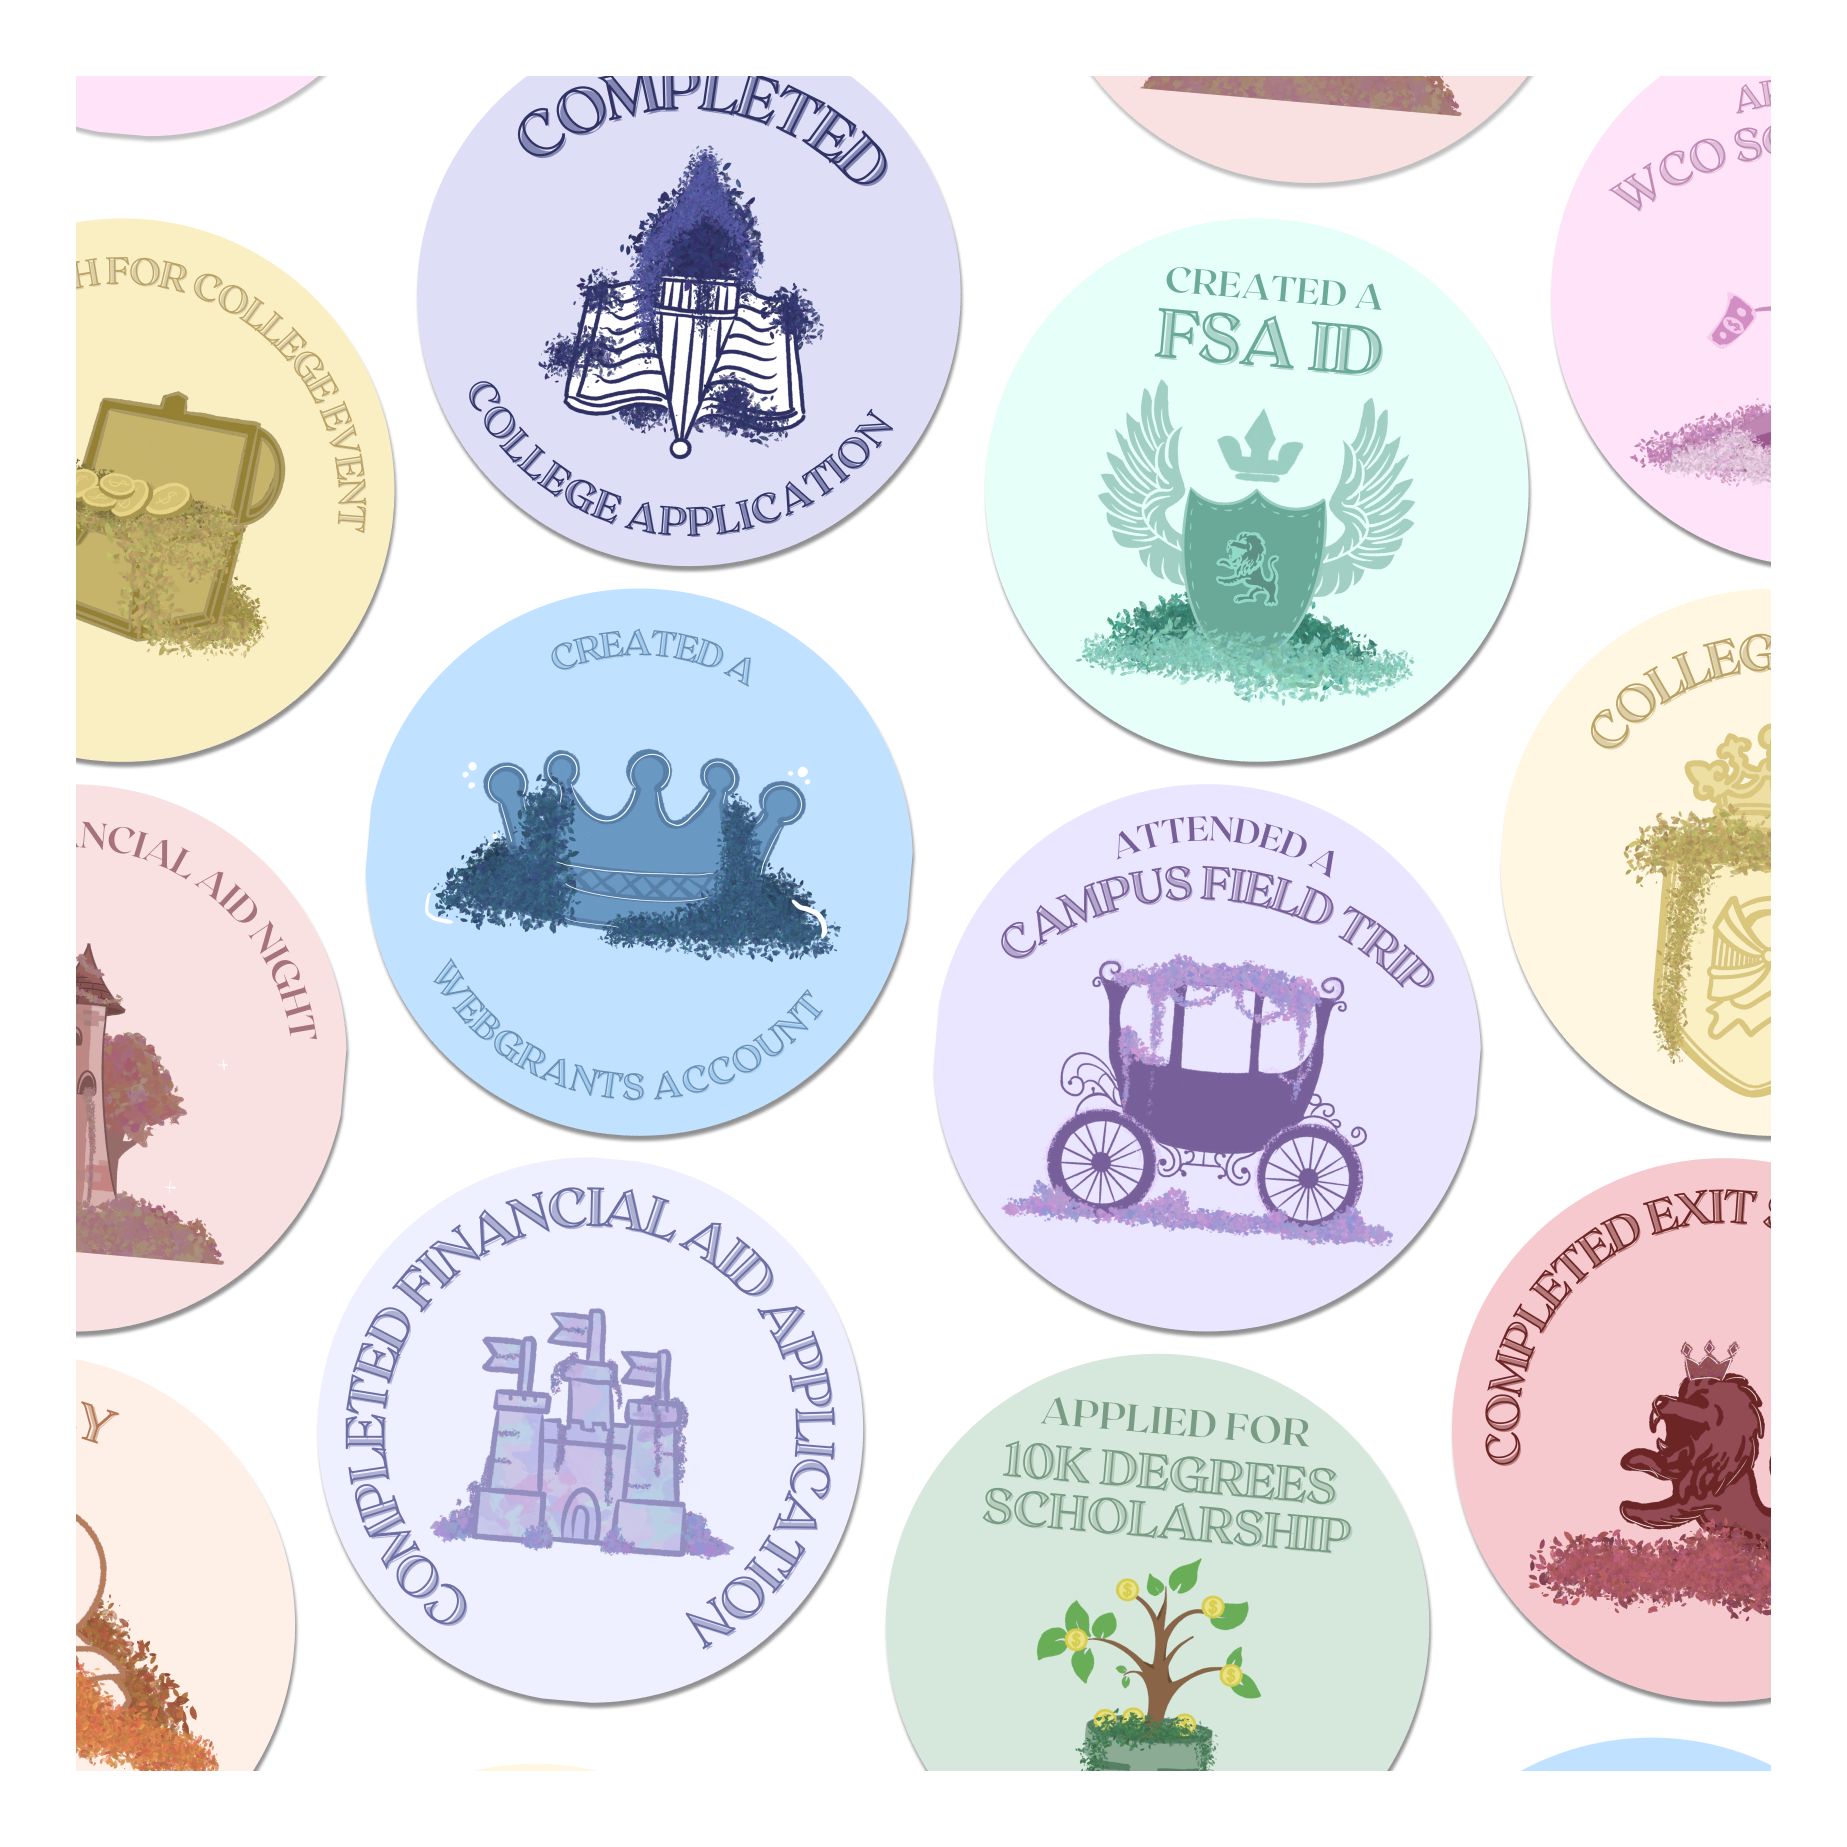 COMPLETED
COLLEGE APPLICATION
WCO
H FOR COLLEGE EVENT
CREATED A
FSA ID
CREATED A
WEBGRANTS ACCOUNT
COLLEG
NCIAL AID NIGHT
ATTENDED A
CAMPUS FIELD TRIP
COMPLETED FINANCIAL AID APPLICATION
COMPLETED EXIT
Y
APPLIED FOR
10K DEGREES
SCHOLARSHIP